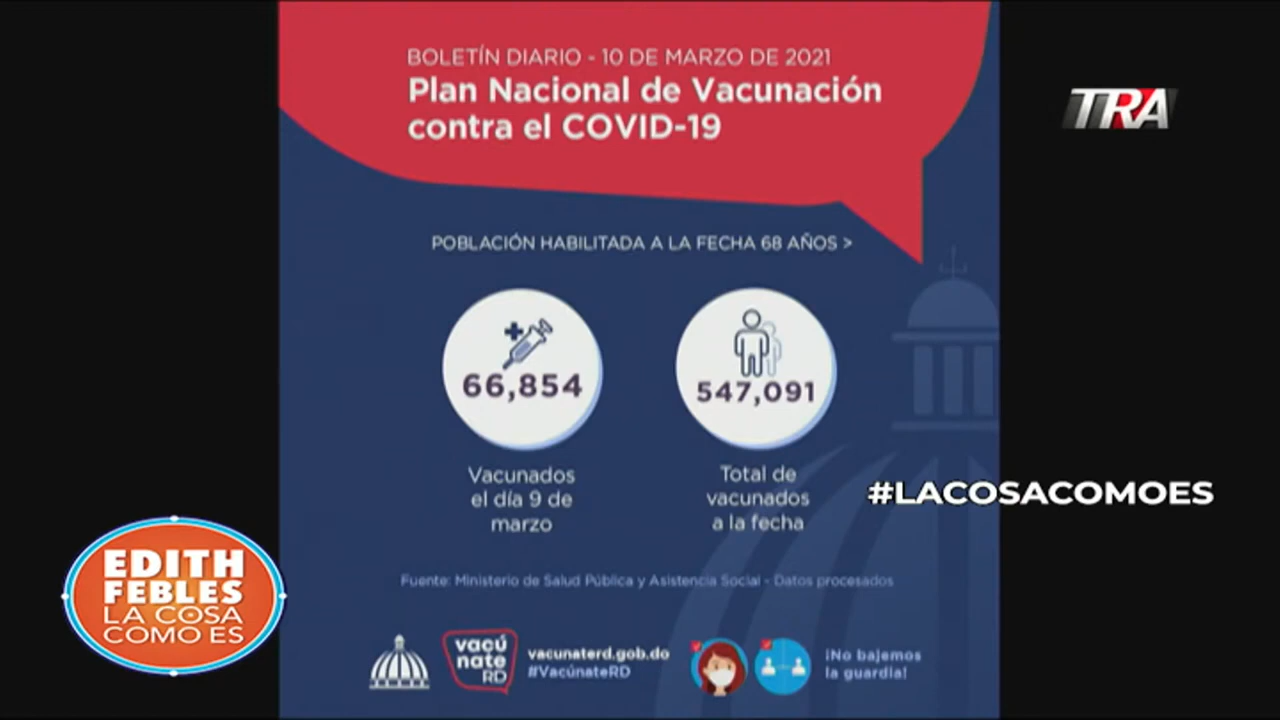 BOLETÍN DIARIO - 10 DE MARZO DE 2021
Plan Nacional de Vacunación
contra el COVID-19
TRA
POBLACIÓN HABILITADA A LA FECHA 68 AÑOS >
66,854
547,091
Vacunados
el día 9 de
marzo
Total de
vacunados
a la fecha
#LACOSACOMOES
EDITH
FEBLES
LA COSA
COMO ES
Fuente: Ministerio de Salud Pública y Asistencia Social - Datos procesados
vacú
nate
RD
vacunaterd.gob.do
#VacúnateRD
¡No bajemos
la guardia!